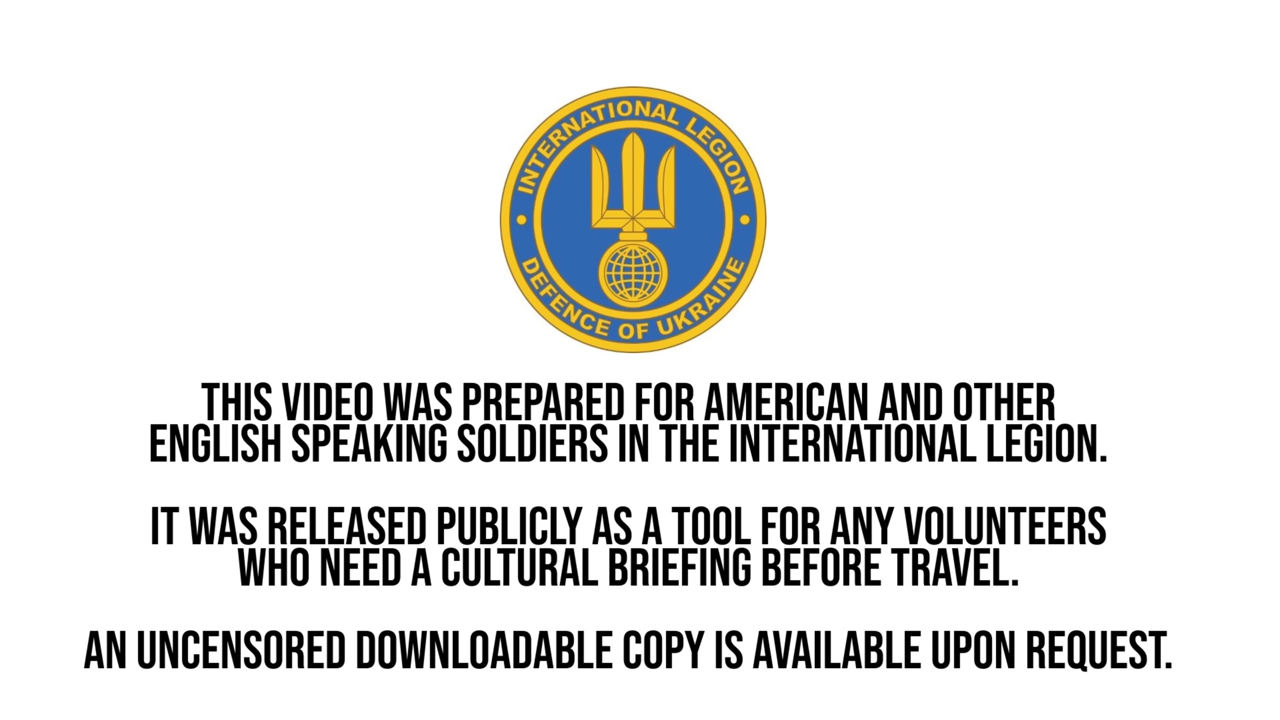 INTERNATIONAL LEGION
DEFENCE OF UKRAINE
THIS VIDEO WAS PREPARED FOR AMERICAN AND OTHER
ENGLISH SPEAKING SOLDIERS IN THE INTERNATIONAL LEGION.
IT WAS RELEASED PUBLICLY AS A TOOL FOR ANY VOLUNTEERS
WHO NEED A CULTURAL BRIEFING BEFORE TRAVEL.
AN UNCENSORED DOWNLOADABLE COPY IS AVAILABLE UPON REQUEST.